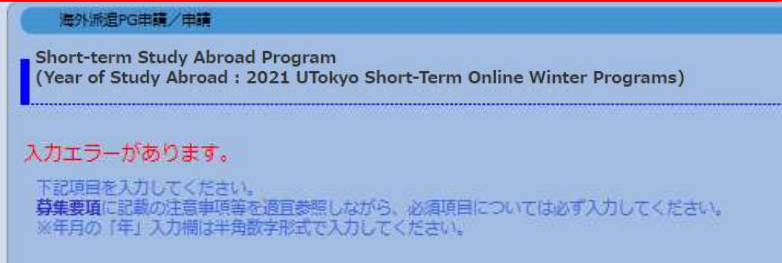 海外派遣PG申請／申請
Short-term Study Abroad Program
(Year of Study Abroad : 2021 UTokyo Short-Term Online Winter Programs)
入力エラーがあります。
下記項目を入力してください。
募集要項に記載の注意事項等を適宜参照しながら、必須項目については必ず入力してください。
※年月の「年」入力欄は半角数字形式で入力してください。